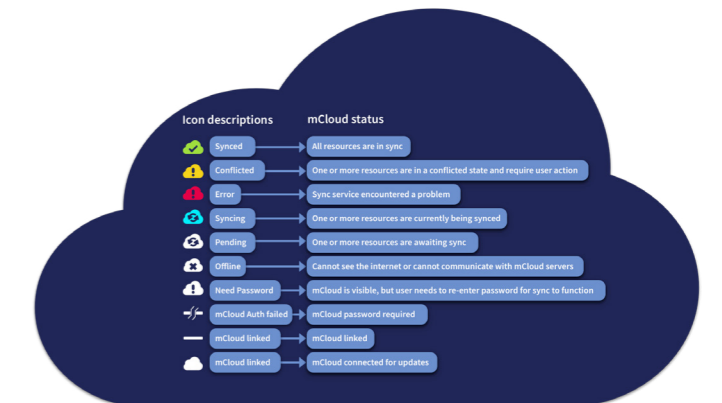 Icon descriptions mCloud status
Synced All resources are in sync
Conflicted One or more resources are in a conflicted state and require user action
Error Sync service encountered a problem
Syncing One or more resources are currently being synced
Pending One or more resources are awaiting sync
Offline Cannot see the internet or cannot communicate with mCloud servers
Need Password mCloud is visible, but user needs to re-enter password for sync to function
mCloud Auth failed mCloud password required
mCloud linked mCloud linked
mCloud linked mCloud connected for updates